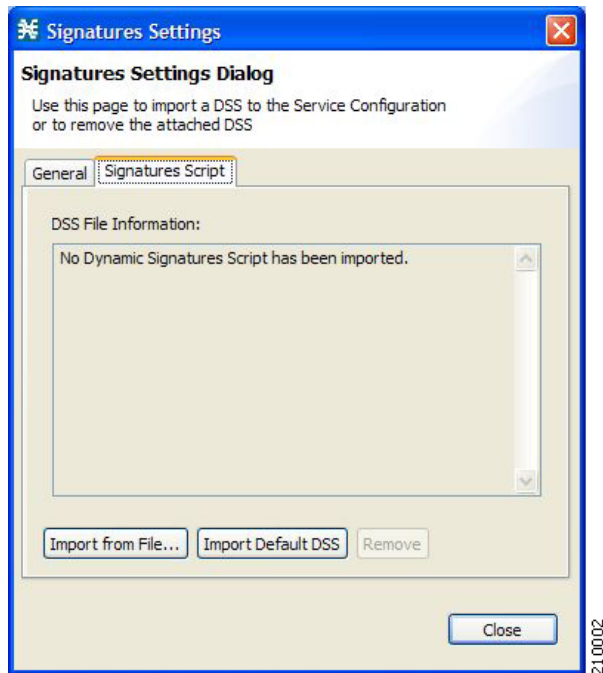 Signatures Settings
Signatures Settings Dialog
Use this page to import a DSS to the Service Configuration
or to remove the attached DSS
General Signatures Script
DSS File Information:
No Dynamic Signatures Script has been imported.
Import from File... Import Default DSS Remove
Close
210002